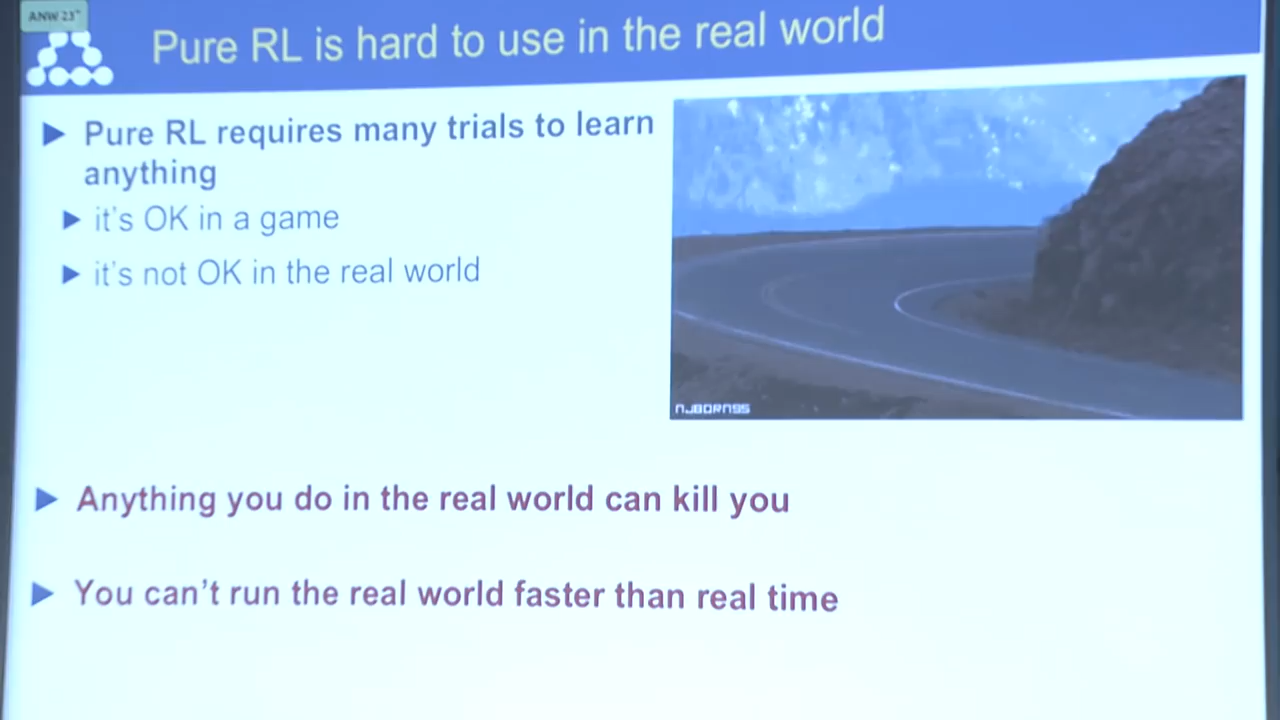 ANW 23"
Pure RL is hard to use in the real world
Pure RL requires many trials to learn
anything
it's OK in a game
it's not OK in the real world
NJBORN95
Anything you do in the real world can kill you
You can't run the real world faster than real time